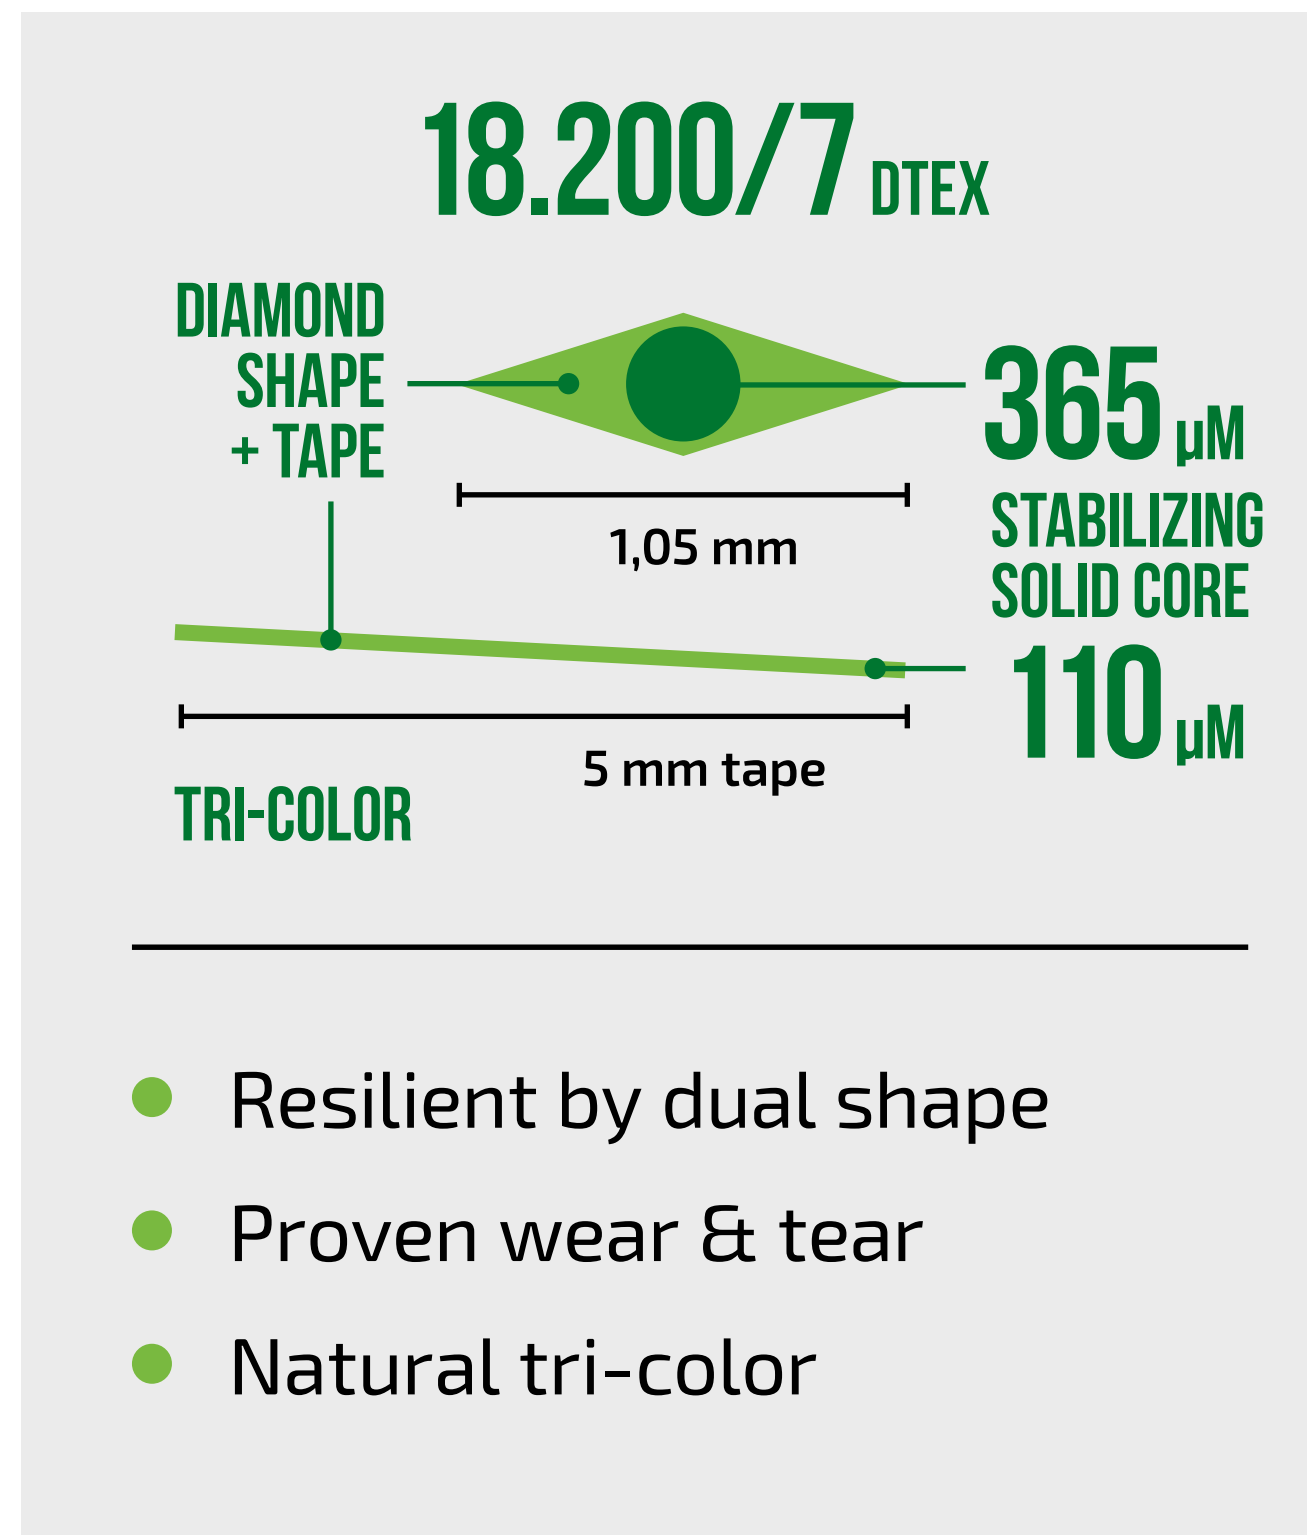 18.200/7 DTEX
DIAMOND
SHAPE
+ TAPE
365 µM
STABILIZING
SOLID CORE
1,05 mm
110 µM
5 mm tape
TRI-COLOR
Resilient by dual shape
Proven wear & tear
Natural tri-color